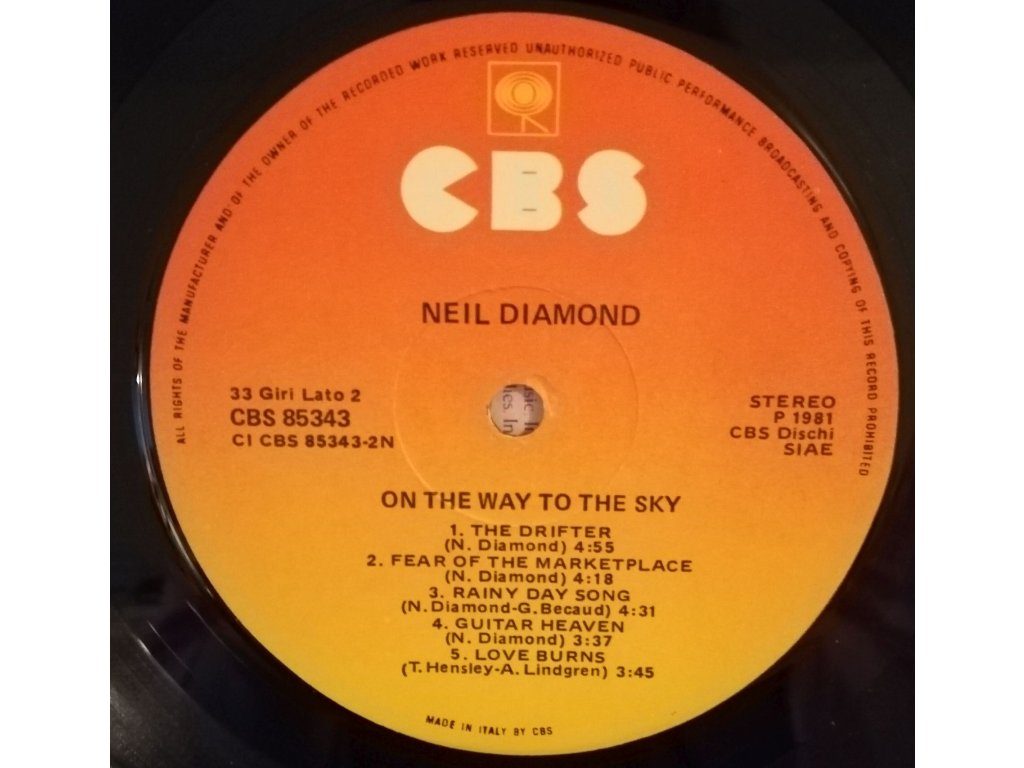 ALL RIGHTS OF THE MANUFACTURER AND OF THE OWNER OF THE RECORDED WORK RESERVED UNAUTHORIZED PUBLIC PERFORMANCE BROADCASTING AND COPYING OF THIS RECORD PROHIBITED
CBS
NEIL DIAMOND
33 Giri Lato 2
CBS 85343
CI CBS 85343-2N
STEREO
P 1981
CBS Dischi
SIAE
ON THE WAY TO THE SKY
1. THE DRIFTER
(N. Diamond) 4:55
2. FEAR OF THE MARKETPLACE
(N. Diamond) 4:18
3. RAINY DAY SONG
(N. Diamond-G. Becaud) 4:31
4. GUITAR HEAVEN
(N. Diamond) 3:37
5. LOVE BURNS
(T. Hensley-A. Lindgren) 3:45
MADE IN ITALY BY CBS